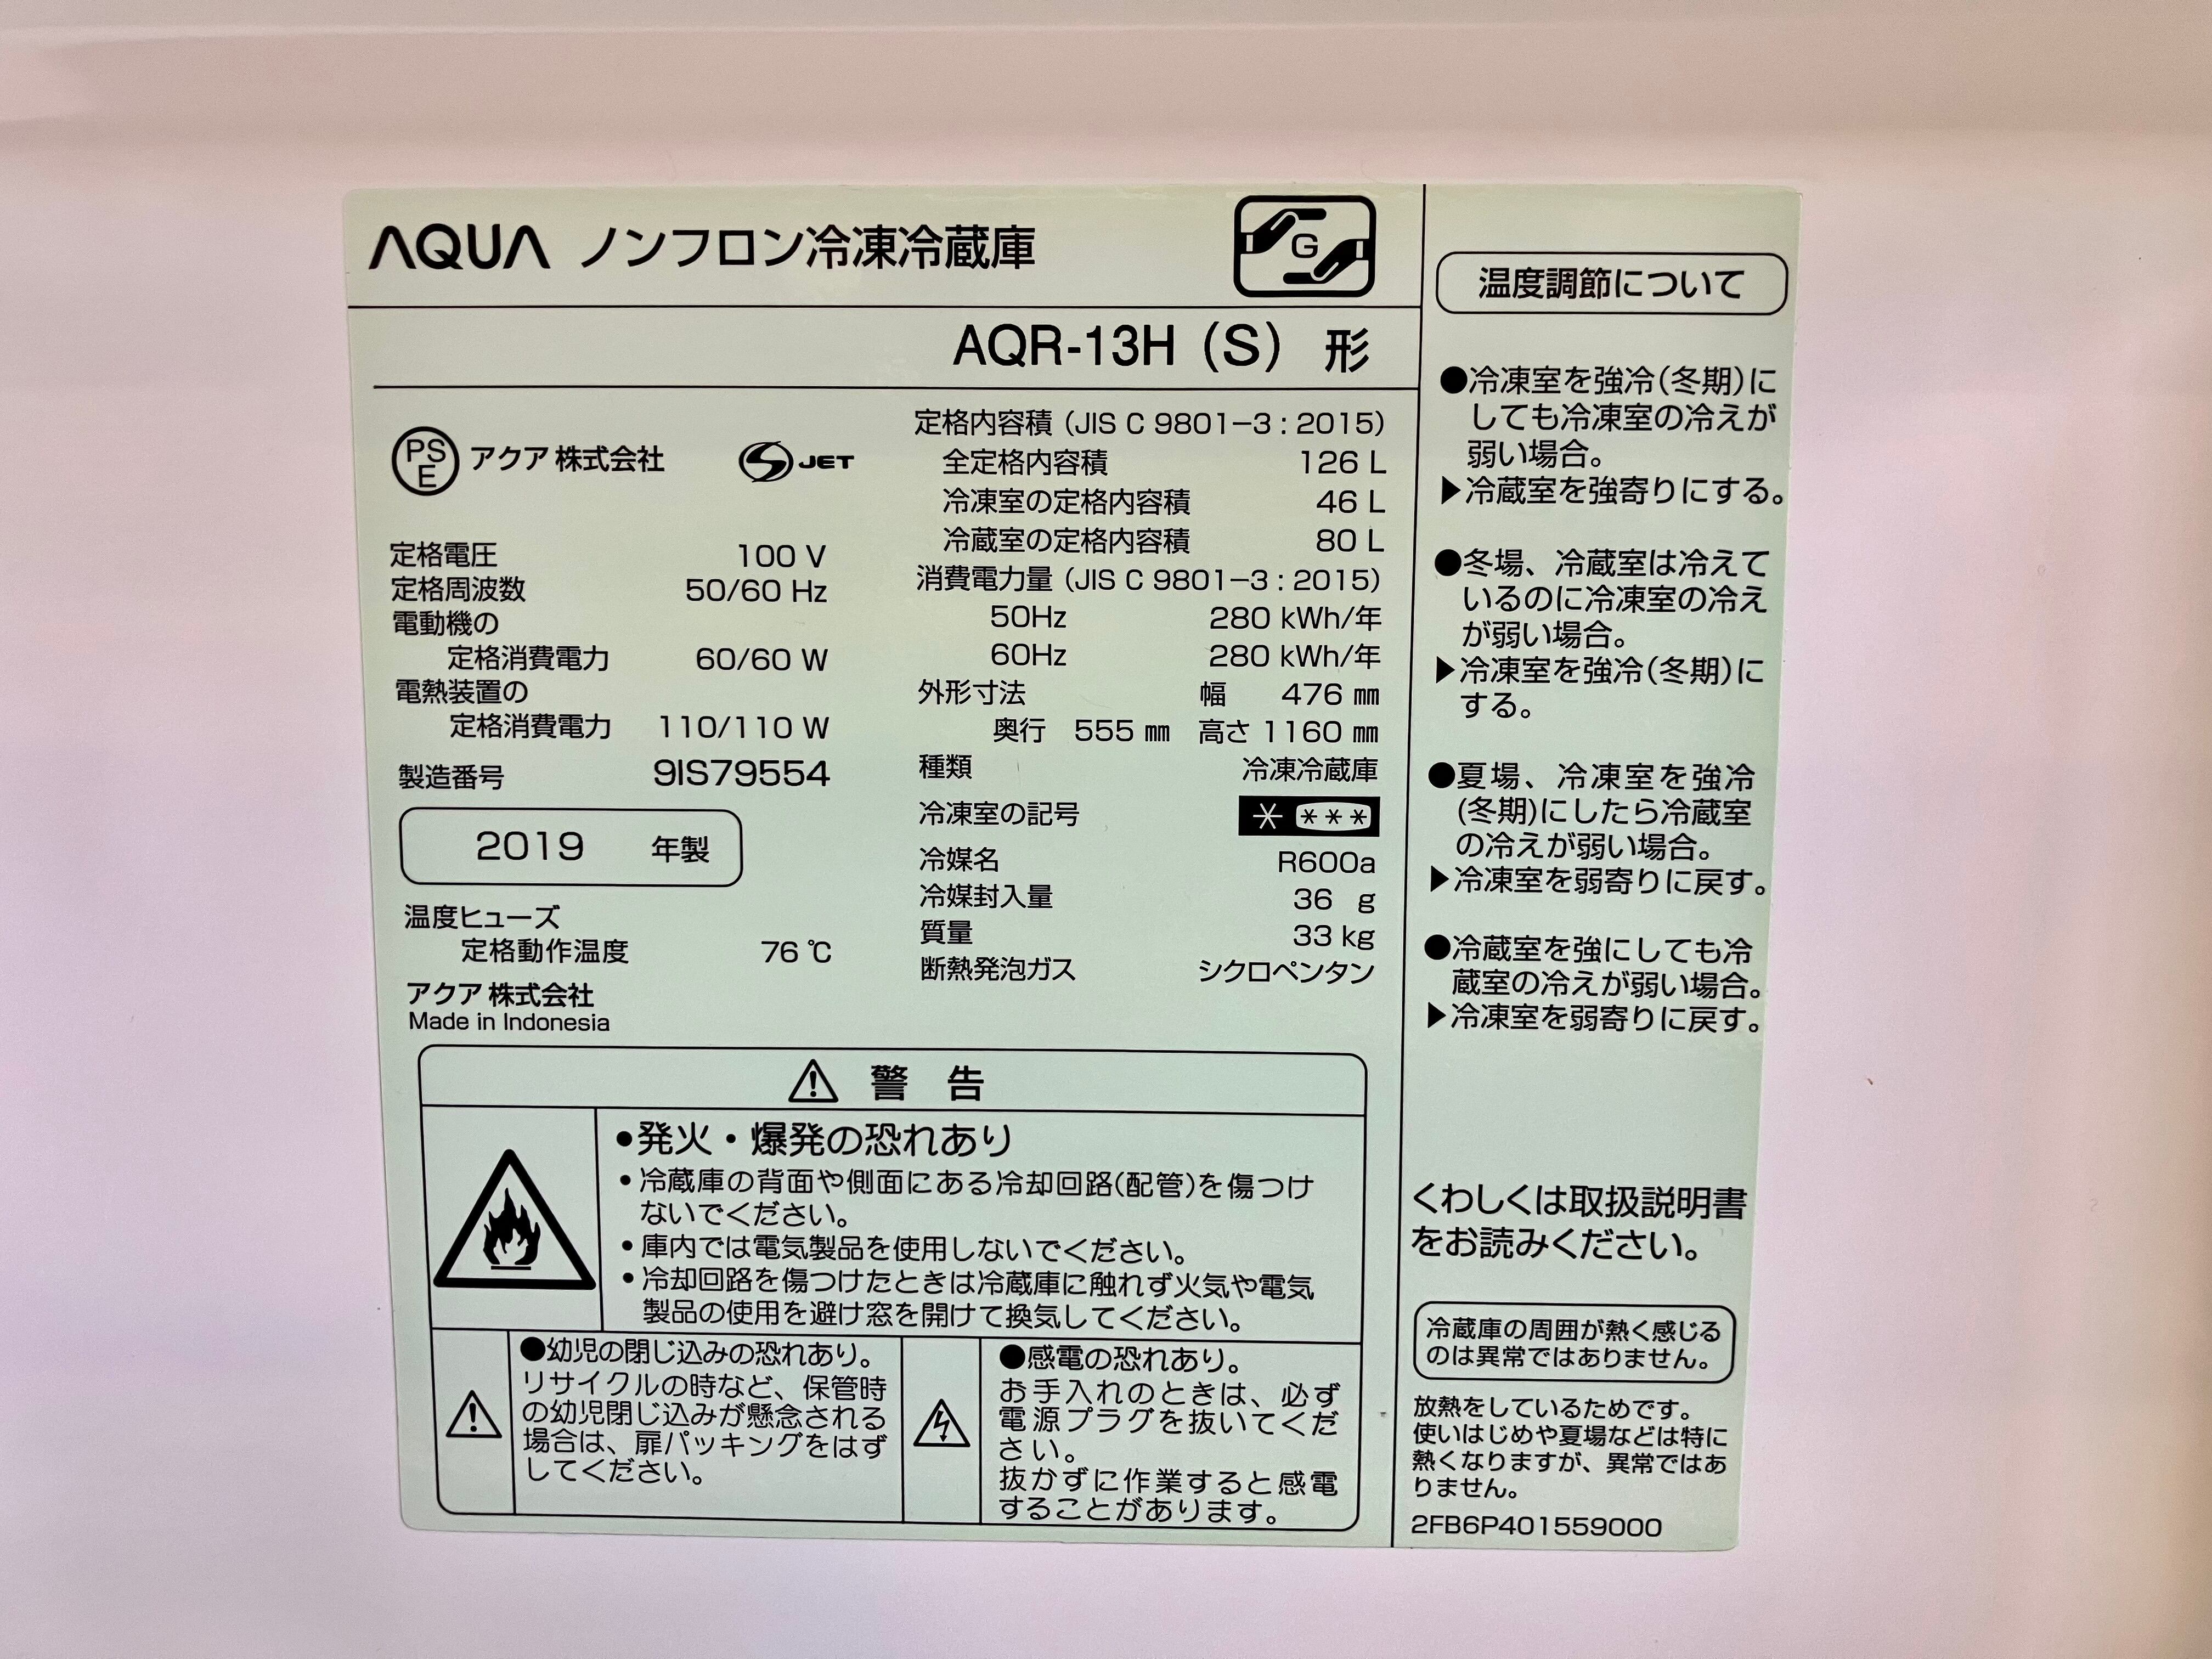 AQUA ノンフロン冷凍冷蔵庫
G
AQR-13H (S) 形
PS
E
アクア 株式会社
S JET
定格電圧 100 V
定格周波数 50/60 Hz
電動機の
定格消費電力 60/60 W
電熱装置の
定格消費電力 110/110 W
製造番号 9IS79554
2019 年製
温度ヒューズ
定格動作温度 76 ℃
アクア 株式会社
Made in Indonesia
定格内容積 (JIS C 9801-3 : 2015)
全定格内容積 126 L
冷凍室の定格内容積 46 L
冷蔵室の定格内容積 80 L
消費電力量 (JIS C 9801-3 : 2015)
50Hz 280 kWh/年
60Hz 280 kWh/年
外形寸法 幅 476 ㎜
奥行 555 ㎜ 高さ 1160 ㎜
種類 冷凍冷蔵庫
冷凍室の記号 * ***
冷媒名 R600a
冷媒封入量 36 g
質量 33 kg
断熱発泡ガス シクロペンタン
警 告
•発火・爆発の恐れあり
•冷蔵庫の背面や側面にある冷却回路(配管)を傷つけ
ないでください。
•庫内では電気製品を使用しないでください。
•冷却回路を傷つけたときは冷蔵庫に触れず火気や電気
製品の使用を避け窓を開けて換気してください。
●幼児の閉じ込みの恐れあり。
リサイクルの時など、保管時
の幼児閉じ込みが懸念される
場合は、扉パッキングをはず
してください。
●感電の恐れあり。
お手入れのときは、必ず
電源プラグを抜いてくだ
さい。
抜かずに作業すると感電
することがあります。
温度調節について
●冷凍室を強冷(冬期)に
しても冷凍室の冷えが
弱い場合。
▶冷蔵室を強寄りにする。
●冬場、冷蔵室は冷えて
いるのに冷凍室の冷え
が弱い場合。
▶冷凍室を強冷(冬期)に
する。
●夏場、冷凍室を強冷
(冬期)にしたら冷蔵室
の冷えが弱い場合。
▶冷凍室を弱寄りに戻す。
●冷蔵室を強にしても冷
蔵室の冷えが弱い場合。
▶冷凍室を弱寄りに戻す。
くわしくは取扱説明書
をお読みください。
冷蔵庫の周囲が熱く感じる
のは異常ではありません。
放熱をしているためです。
使いはじめや夏場などは特に
熱くなりますが、異常ではあ
りません。
2FB6P401559000